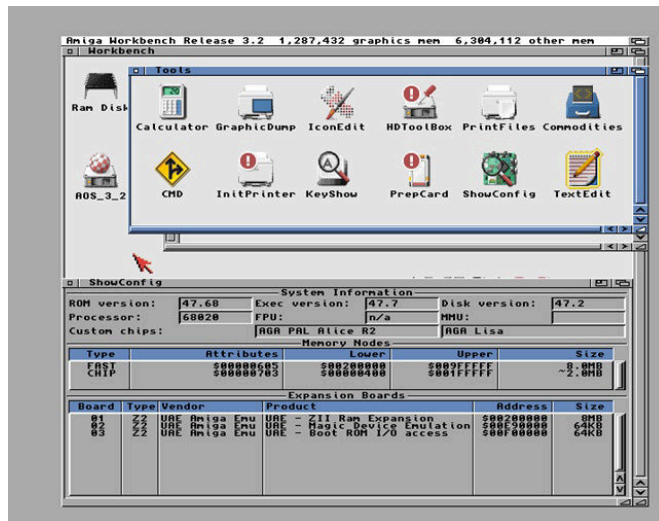 Amiga Workbench Release 3.2 1,287,432 graphics mem 6,304,112 other mem
Workbench
Tools
Ram Disk
Calculator GraphicDump IconEdit HDToolBox PrintFiles Commodities
AOS_3_2
CMD InitPrinter KeyShow PrepCard ShowConfig TextEdit
ShowConfig
System Information
ROM version: 47.68 Exec version: 47.7 Disk version: 47.2
Processor: 68020 FPU: n/a MMU:
Custom chips: AGA PAL Alice R2 AGA Lisa
Memory Nodes
Type Attributes Lower Upper Size
FAST $00000605 $00200000 $009FFFFF 8.0MB
CHIP $00000703 $00000400 $001FFFFF ~2.0MB
Expansion Boards
Board Type Vendor Product Address Size
01 Z2 UAE Amiga Emu UAE - ZII Ram Expansion $00200000 8MB
02 Z2 UAE Amiga Emu UAE - Magic Device Emulation $00E90000 64KB
03 Z2 UAE Amiga Emu UAE - Boot ROM I/O access $00F00000 64KB